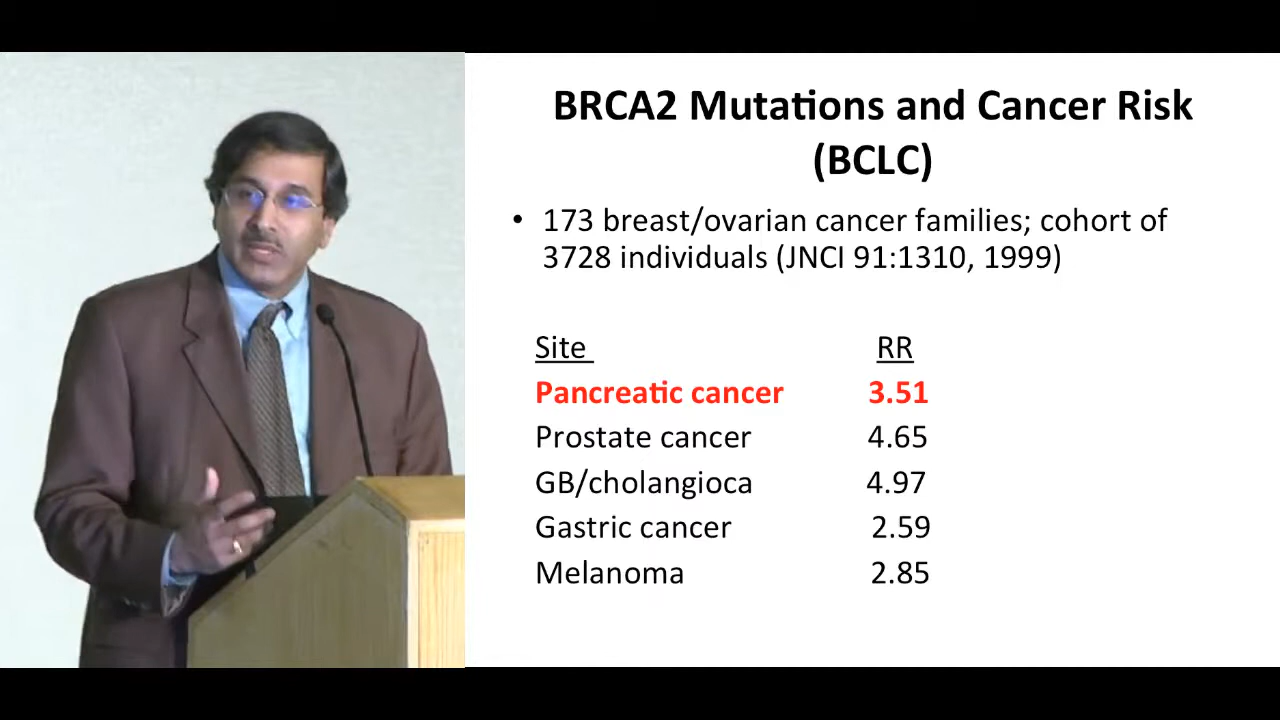 BRCA2 Mutations and Cancer Risk
(BCLC)
• 173 breast/ovarian cancer families; cohort of
3728 individuals (JNCI 91:1310, 1999)
Site RR
Pancreatic cancer 3.51
Prostate cancer 4.65
GB/cholangioca 4.97
Gastric cancer 2.59
Melanoma 2.85